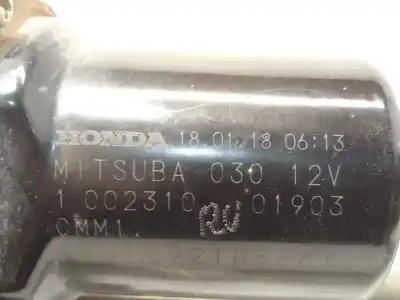 HONDA 18.01.18 06:13
MITSUBA 030 12V
1 002310 01903
CMM1